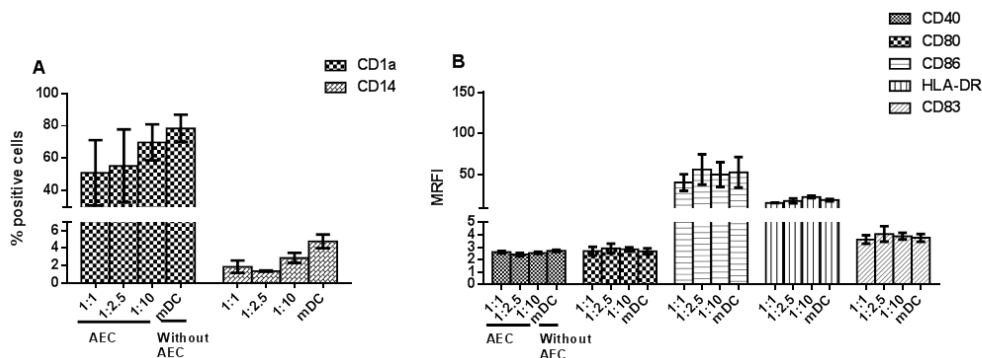 A
CD1a
CD14
% positive cells
100
80
60
40
6
4
2
0
1:1
1:2.5
1:10
mDC
1:1
1:2.5
1:10
mDC
AEC
Without
AEC
B
CD40
CD80
CD86
HLA-DR
CD83
MRFI
150
100
50
5
4
3
2
1
0
1:1
1:2.5
1:10
mDC
1:1
1:2.5
1:10
mDC
1:1
1:2.5
1:10
mDC
1:1
1:2.5
1:10
mDC
1:1
1:2.5
1:10
mDC
AEC
Without
AEC